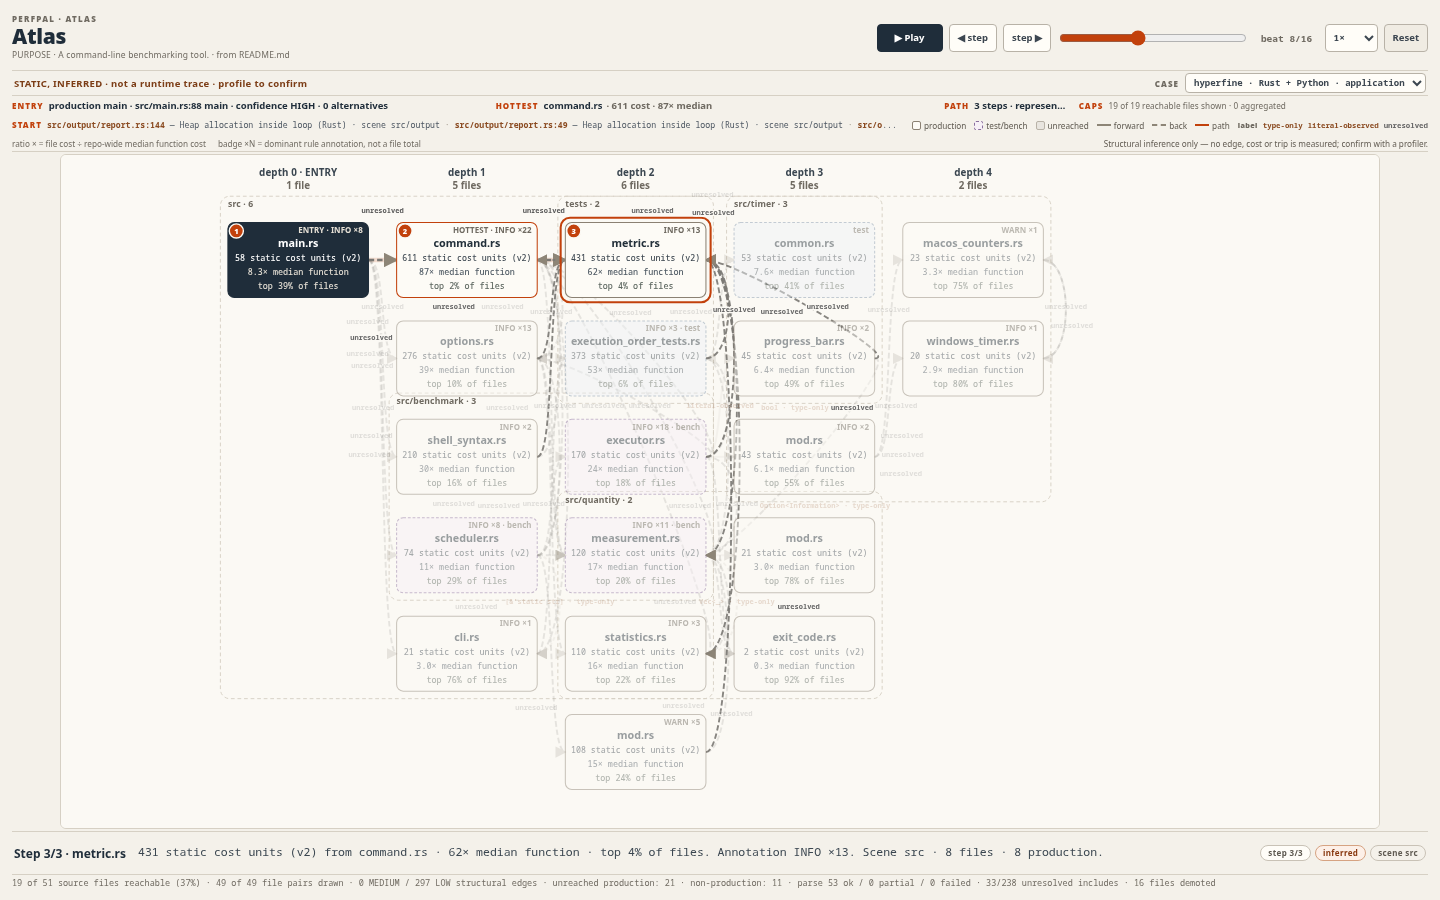 PERFPAL · ATLAS
Atlas
PURPOSE · A command-line benchmarking tool. · from README.md
▶ Play
◀ step
step ▶
beat 8/16
1×
Reset
STATIC, INFERRED · not a runtime trace · profile to confirm
CASE
hyperfine · Rust + Python · application
ENTRY production main · src/main.rs:88 main · confidence HIGH · 0 alternatives
HOTTEST command.rs · 611 cost · 87× median
PATH 3 steps · represen...
CAPS 19 of 19 reachable files shown · 0 aggregated
START src/output/report.rs:144 — Heap allocation inside loop (Rust) · scene src/output · src/output/report.rs:49 — Heap allocation inside loop (Rust) · scene src/output · src/o...
production
test/bench
unreached
forward
back
path
label type-only literal-observed unresolved
ratio × = file cost ÷ repo-wide median function cost
badge ×N = dominant rule annotation, not a file total
Structural inference only — no edge, cost or trip is measured; confirm with a profiler.
depth 0 · ENTRY
1 file
depth 1
5 files
depth 2
6 files
depth 3
5 files
depth 4
2 files
src · 6
tests · 2
src/timer · 3
unresolved
unresolved
unresolved
unresolved
unresolved
1
ENTRY · INFO ×8
main.rs
58 static cost units (v2)
8.3× median function
top 39% of files
2
HOTTEST · INFO ×22
command.rs
611 static cost units (v2)
87× median function
top 2% of files
3
INFO ×13
metric.rs
431 static cost units (v2)
62× median function
top 4% of files
test
common.rs
53 static cost units (v2)
7.6× median function
top 41% of files
WARN ×1
macos_counters.rs
23 static cost units (v2)
3.3× median function
top 75% of files
unresolved
unresolved
unresolved
unresolved
unresolved
unresolved
INFO ×13
options.rs
276 static cost units (v2)
39× median function
top 10% of files
INFO ×3 · test
execution_order_tests.rs
373 static cost units (v2)
53× median function
top 6% of files
INFO ×2
progress_bar.rs
45 static cost units (v2)
6.4× median function
top 49% of files
INFO ×1
windows_timer.rs
20 static cost units (v2)
2.9× median function
top 80% of files
src/benchmark · 3
bool · type-only
unresolved
INFO ×2
shell_syntax.rs
210 static cost units (v2)
30× median function
top 16% of files
INFO ×18 · bench
executor.rs
170 static cost units (v2)
24× median function
top 18% of files
INFO ×2
mod.rs
43 static cost units (v2)
6.1× median function
top 55% of files
src/quantity · 2
INFO ×8 · bench
scheduler.rs
74 static cost units (v2)
11× median function
top 29% of files
INFO ×11 · bench
measurement.rs
120 static cost units (v2)
17× median function
top 20% of files
mod.rs
21 static cost units (v2)
3.0× median function
top 78% of files
unresolved
unresolved
INFO ×1
cli.rs
21 static cost units (v2)
3.0× median function
top 76% of files
INFO ×3
statistics.rs
110 static cost units (v2)
16× median function
top 22% of files
exit_code.rs
2 static cost units (v2)
0.3× median function
top 92% of files
unresolved
unresolved
unresolved
WARN ×5
mod.rs
108 static cost units (v2)
15× median function
top 24% of files
Step 3/3 · metric.rs
431 static cost units (v2) from command.rs · 62× median function · top 4% of files. Annotation INFO ×13. Scene src · 8 files · 8 production.
step 3/3
inferred
scene src
19 of 51 source files reachable (37%) · 49 of 49 file pairs drawn · 0 MEDIUM / 297 LOW structural edges · unreached production: 21 · non-production: 11 · parse 53 ok / 0 partial / 0 failed · 33/238 unresolved includes · 16 files demoted